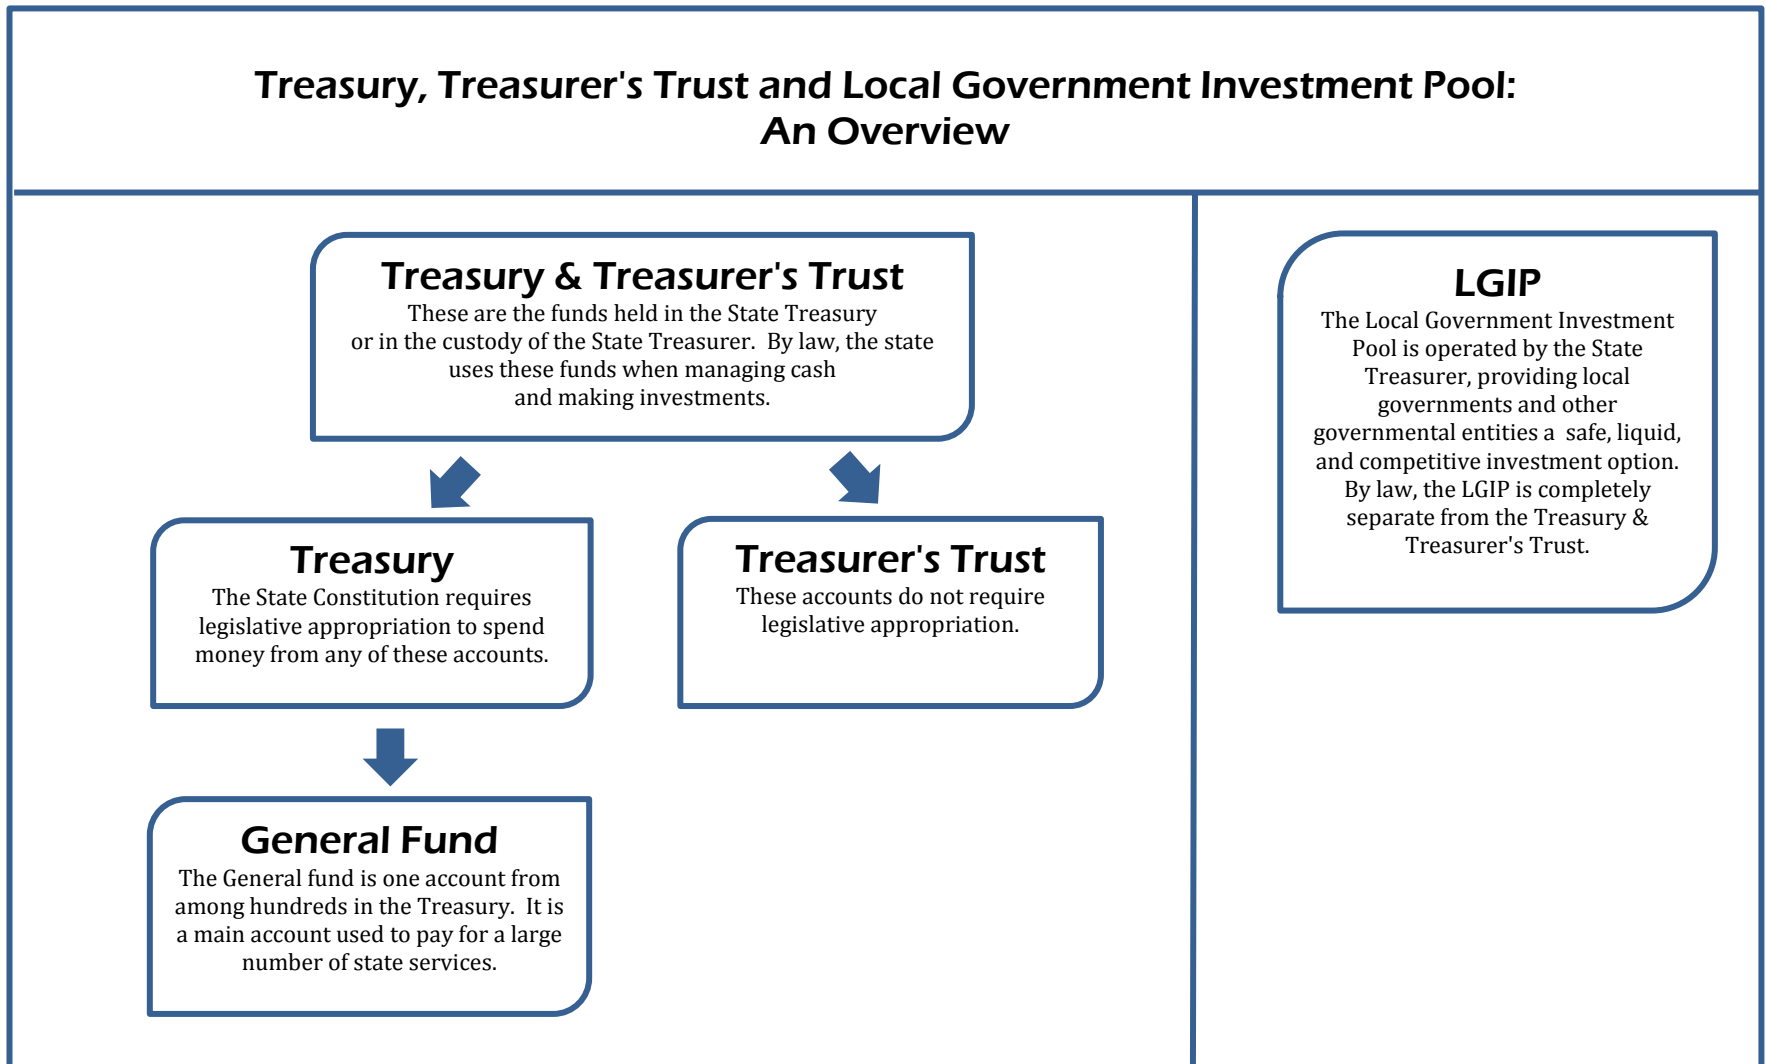 Treasury, Treasurer's Trust and Local Government Investment Pool:
An Overview
Treasury & Treasurer's Trust
These are the funds held in the State Treasury
or in the custody of the State Treasurer.  By law, the state
uses these funds when managing cash
and making investments.
Treasury
The State Constitution requires
legislative appropriation to spend
money from any of these accounts.
Treasurer's Trust
These accounts do not require
legislative appropriation.
General Fund
The General fund is one account from
among hundreds in the Treasury.  It is
a main account used to pay for a large
number of state services.
LGIP
The Local Government Investment
Pool is operated by the State
Treasurer, providing local
governments and other
governmental entities a  safe, liquid,
and competitive investment option.
By law, the LGIP is completely
separate from the Treasury &
Treasurer's Trust.